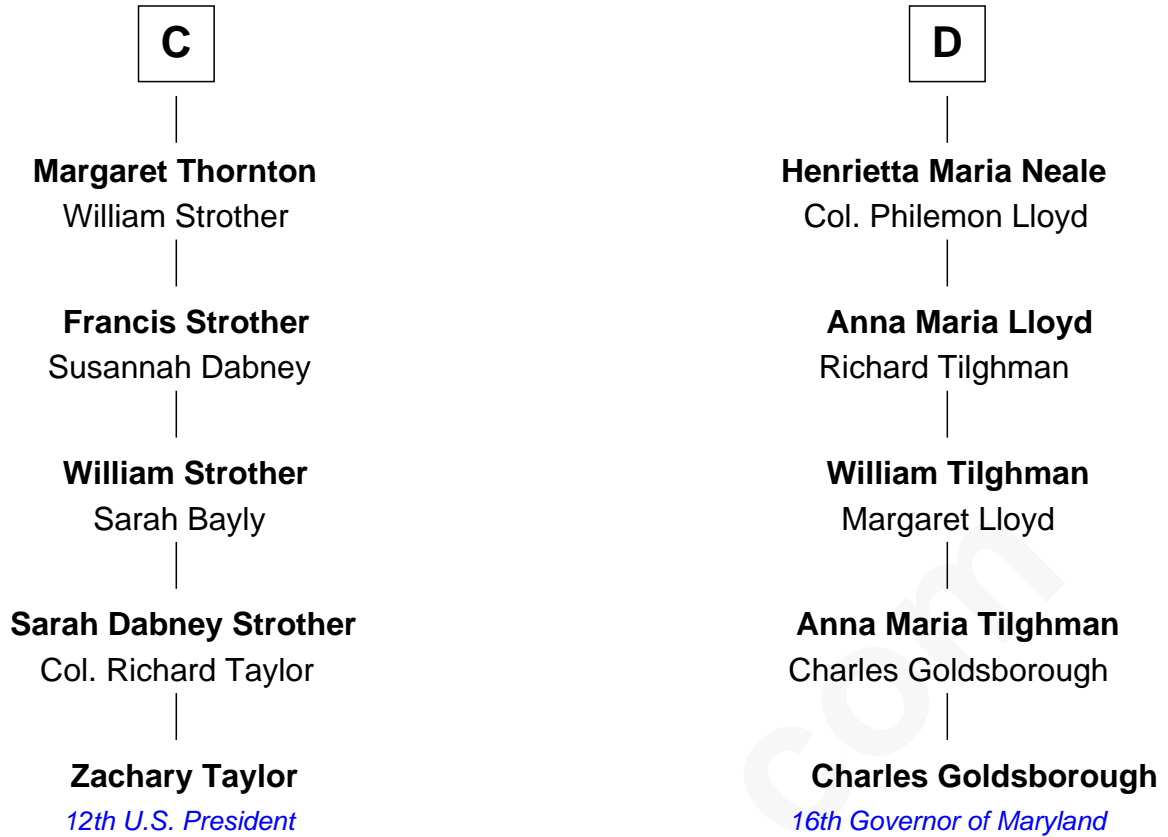 C
Margaret Thornton
William Strother
Francis Strother
Susannah Dabney
William Strother
Sarah Bayly
Sarah Dabney Strother
Col. Richard Taylor
Zachary Taylor
12th U.S. President
D
Henrietta Maria Neale
Col. Philemon Lloyd
Anna Maria Lloyd
Richard Tilghman
William Tilghman
Margaret Lloyd
Anna Maria Tilghman
Charles Goldsborough
Charles Goldsborough
16th Governor of Maryland
com